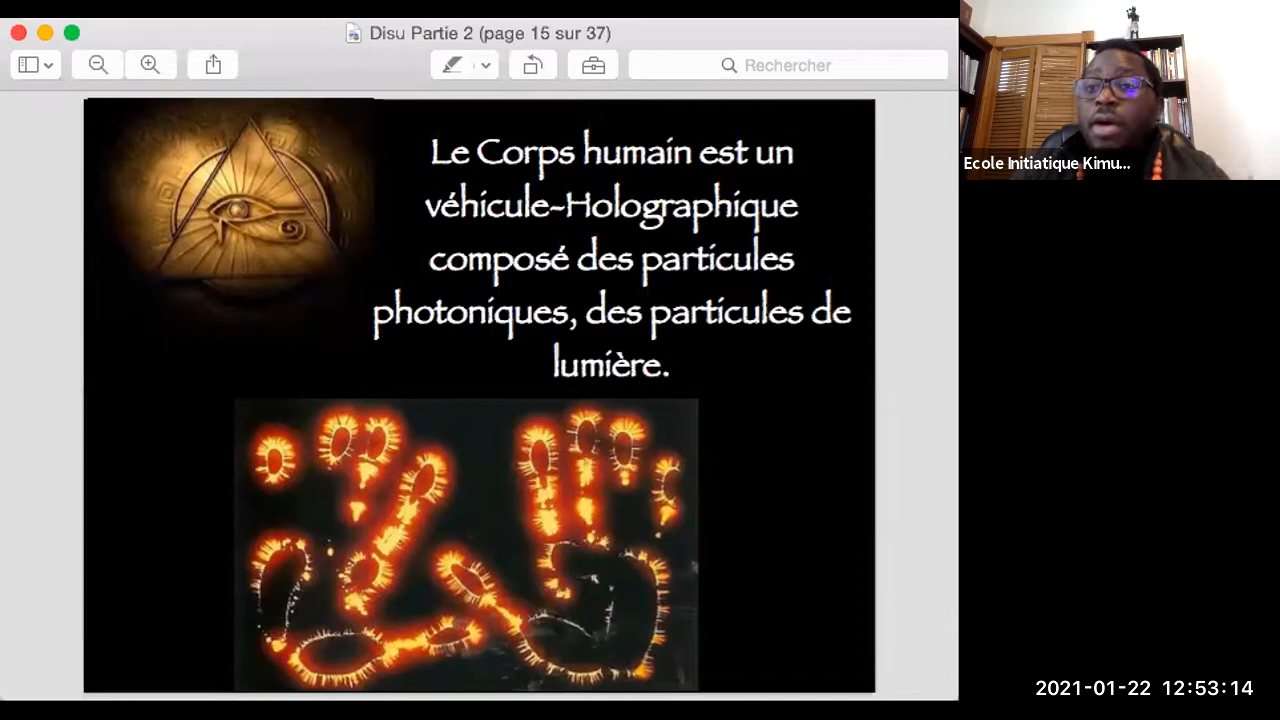 Disu Partie 2 (page 15 sur 37)
Rechercher
Le Corps humain est un
véhicule-Holographique
composé des particules
photoniques, des particules de
lumière.
Ecole Initiatique Kimu...
2021-01-22 12:53:14